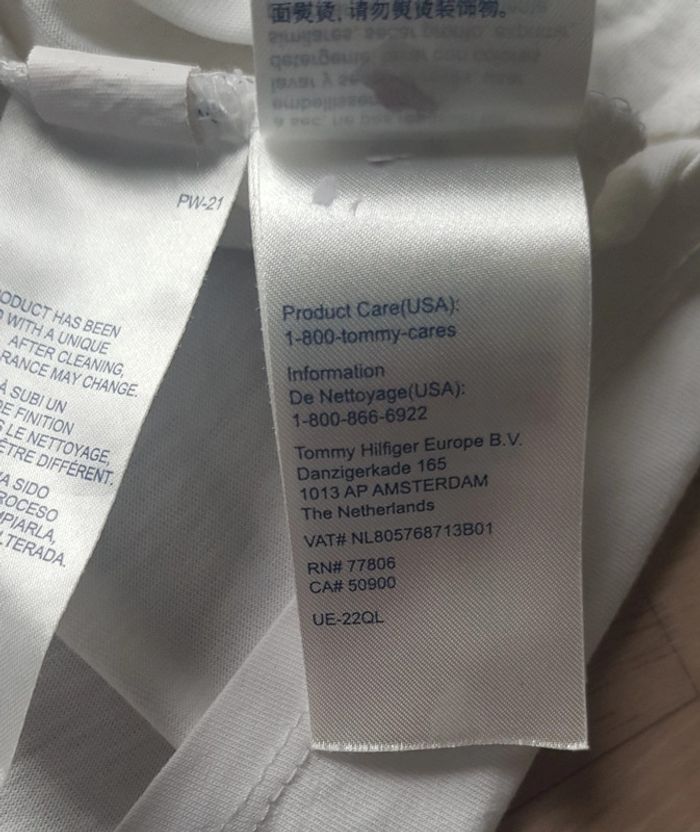 面熨烫,请勿熨烫装饰物。
PW-21
ODUCT HAS BEEN
WITH A UNIQUE
AFTER CLEANING,
RANCE MAY CHANGE.
À SUBI UN
DE FINITION
LE NETTOYAGE,
ÊTRE DIFFÉRENT.
A SIDO
ROCESO
MPIARLA,
LTERADA.
Product Care(USA):
1-800-tommy-cares
Information
De Nettoyage(USA):
1-800-866-6922
Tommy Hilfiger Europe B.V.
Danzigerkade 165
1013 AP AMSTERDAM
The Netherlands
VAT# NL805768713B01
RN# 77806
CA# 50900
UE-22QL